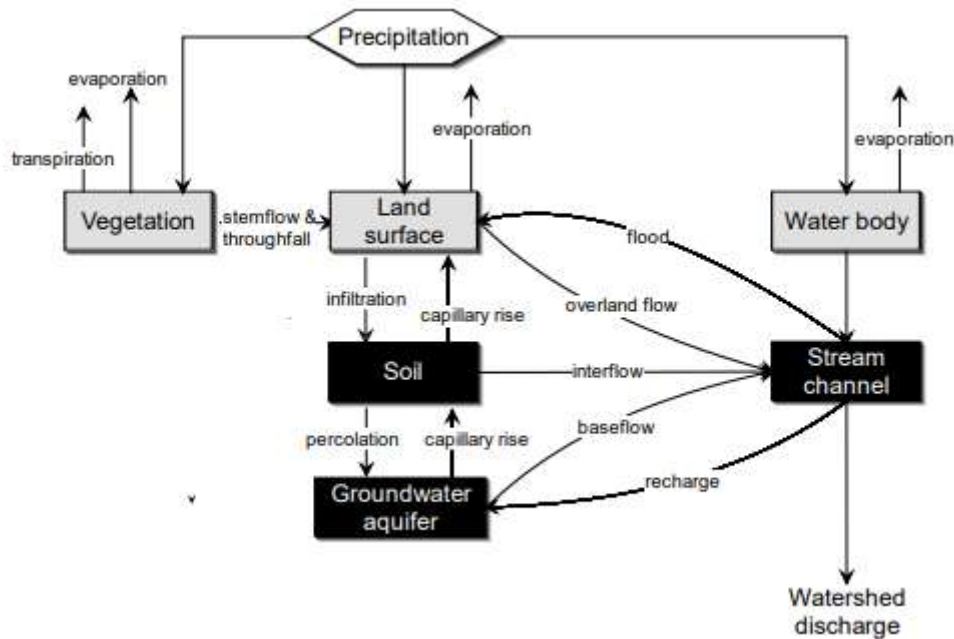 Precipitation
evaporation
evaporation
evaporation
transpiration
Vegetation
.stemflow &
throughfall
Land
surface
Water body
flood
infiltration
capillary rise
overland flow
Soil
interflow
Stream
channel
percolation
capillary rise
baseflow
recharge
Groundwater
aquifer
Watershed
discharge